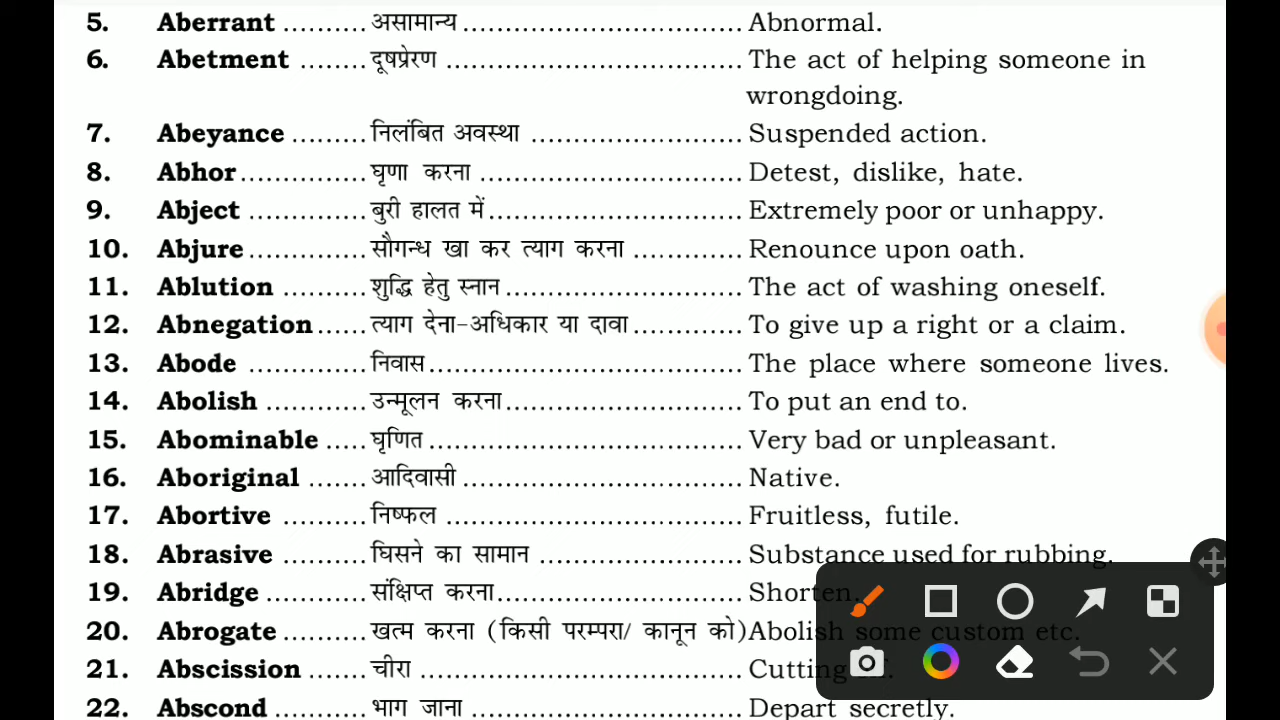 5. Aberrant .......... असामान्य ................................ Abnormal.
6. Abetment ........ दूषप्रेरण .................................. The act of helping someone in
wrongdoing.
7. Abeyance ......... निलंबित अवस्था ........................ Suspended action.
8. Abhor ............... घृणा करना .............................. Detest, dislike, hate.
9. Abject .............. बुरी हालत में............................. Extremely poor or unhappy.
10. Abjure .............. सौगन्ध खा कर त्याग करना ............. Renounce upon oath.
11. Ablution .......... शुद्धि हेतु स्नान........................... The act of washing oneself.
12. Abnegation...... त्याग देना-अधिकार या दावा ............. To give up a right or a claim.
13. Abode .............. निवास..................................... The place where someone lives.
14. Abolish ............ उन्मूलन करना........................... To put an end to.
15. Abominable ..... घृणित..................................... Very bad or unpleasant.
16. Aboriginal ....... आदिवासी ................................ Native.
17. Abortive .......... निष्फल .................................. Fruitless, futile.
18. Abrasive .......... घिसने का सामान ....................... Substance used for rubbing.
19. Abridge ............ संक्षिप्त करना............................ Shorten.
20. Abrogate .......... खत्म करना (किसी परम्परा/ कानून को) Abolish some custom etc.
21. Abscission ....... चीरा ..................................... Cutting off.
22. Abscond ........... भाग जाना ............................... Depart secretly.